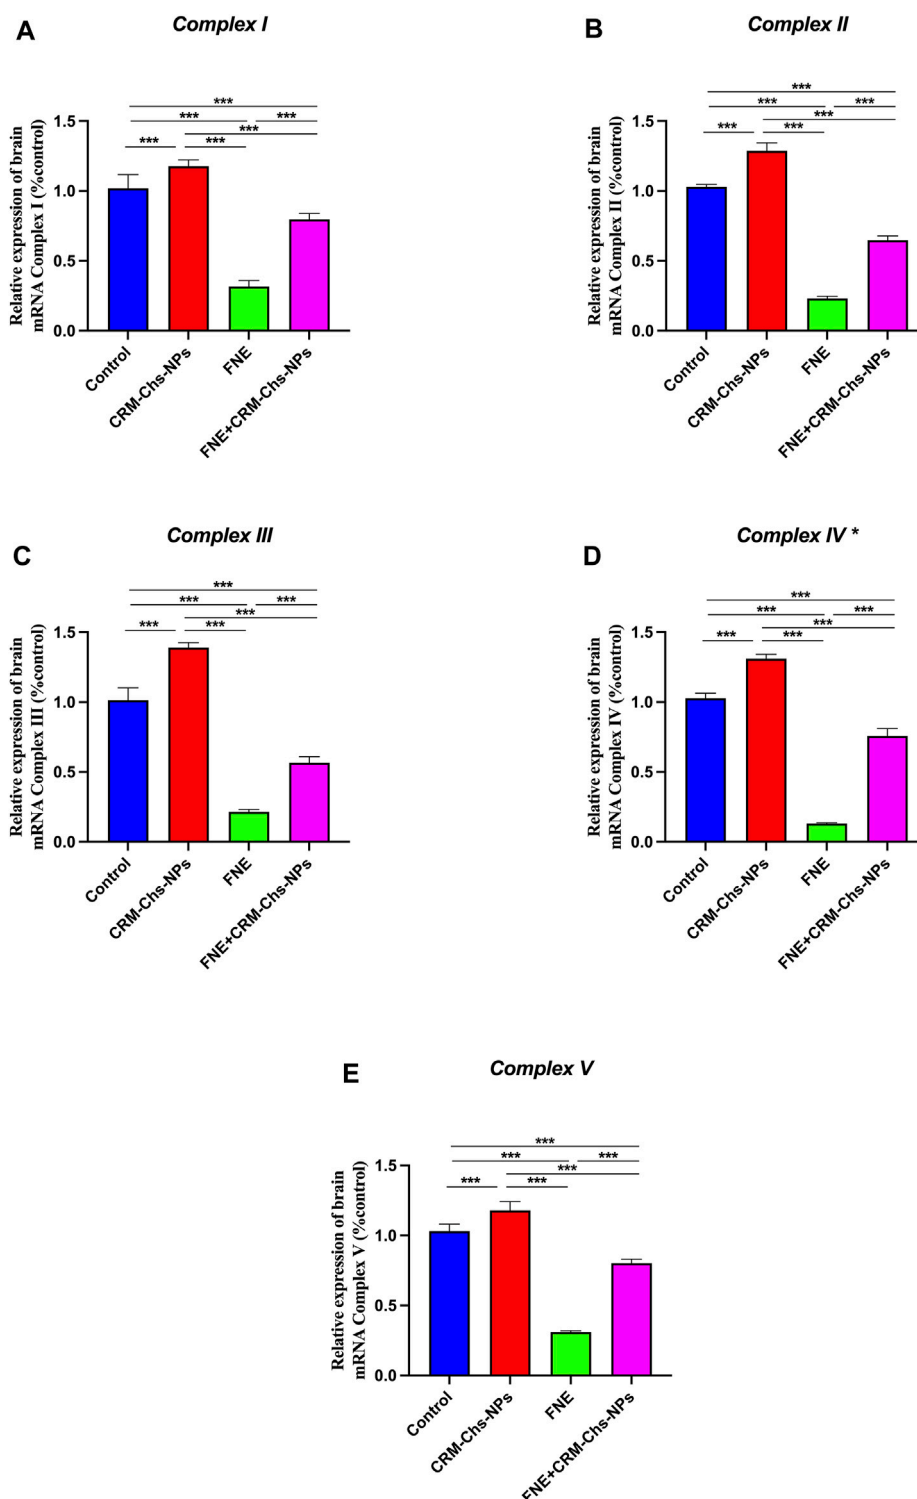 A
Complex I
***
*** ***
***
*** ***
Relative expression of brain
mRNA Complex I (%control)
1.5
1.0
0.5
0.0
Control
CRM-Chs-NPs
FNE
FNE+CRM-Chs-NPs
B
Complex II
***
*** ***
***
*** ***
Relative expression of brain
mRNA Complex II (%control)
1.5
1.0
0.5
0.0
Control
CRM-Chs-NPs
FNE
FNE+CRM-Chs-NPs
C
Complex III
***
*** ***
***
*** ***
Relative expression of brain
mRNA Complex III (%control)
1.5
1.0
0.5
0.0
Control
CRM-Chs-NPs
FNE
FNE+CRM-Chs-NPs
D
Complex IV *
***
*** ***
***
*** ***
Relative expression of brain
mRNA Complex IV (%control)
1.5
1.0
0.5
0.0
Control
CRM-Chs-NPs
FNE
FNE+CRM-Chs-NPs
E
Complex V
***
*** ***
***
*** ***
Relative expression of brain
mRNA Complex V (%control)
1.5
1.0
0.5
0.0
Control
CRM-Chs-NPs
FNE
FNE+CRM-Chs-NPs